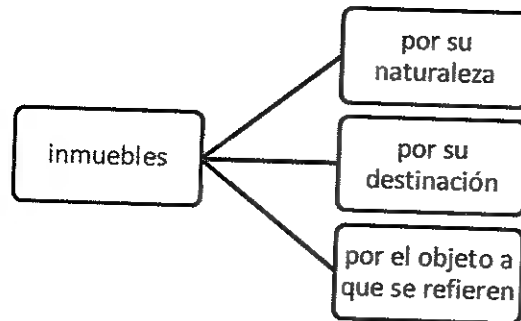 inmuebles
por su
naturaleza
por su
destinación
por el objeto a
que se refieren